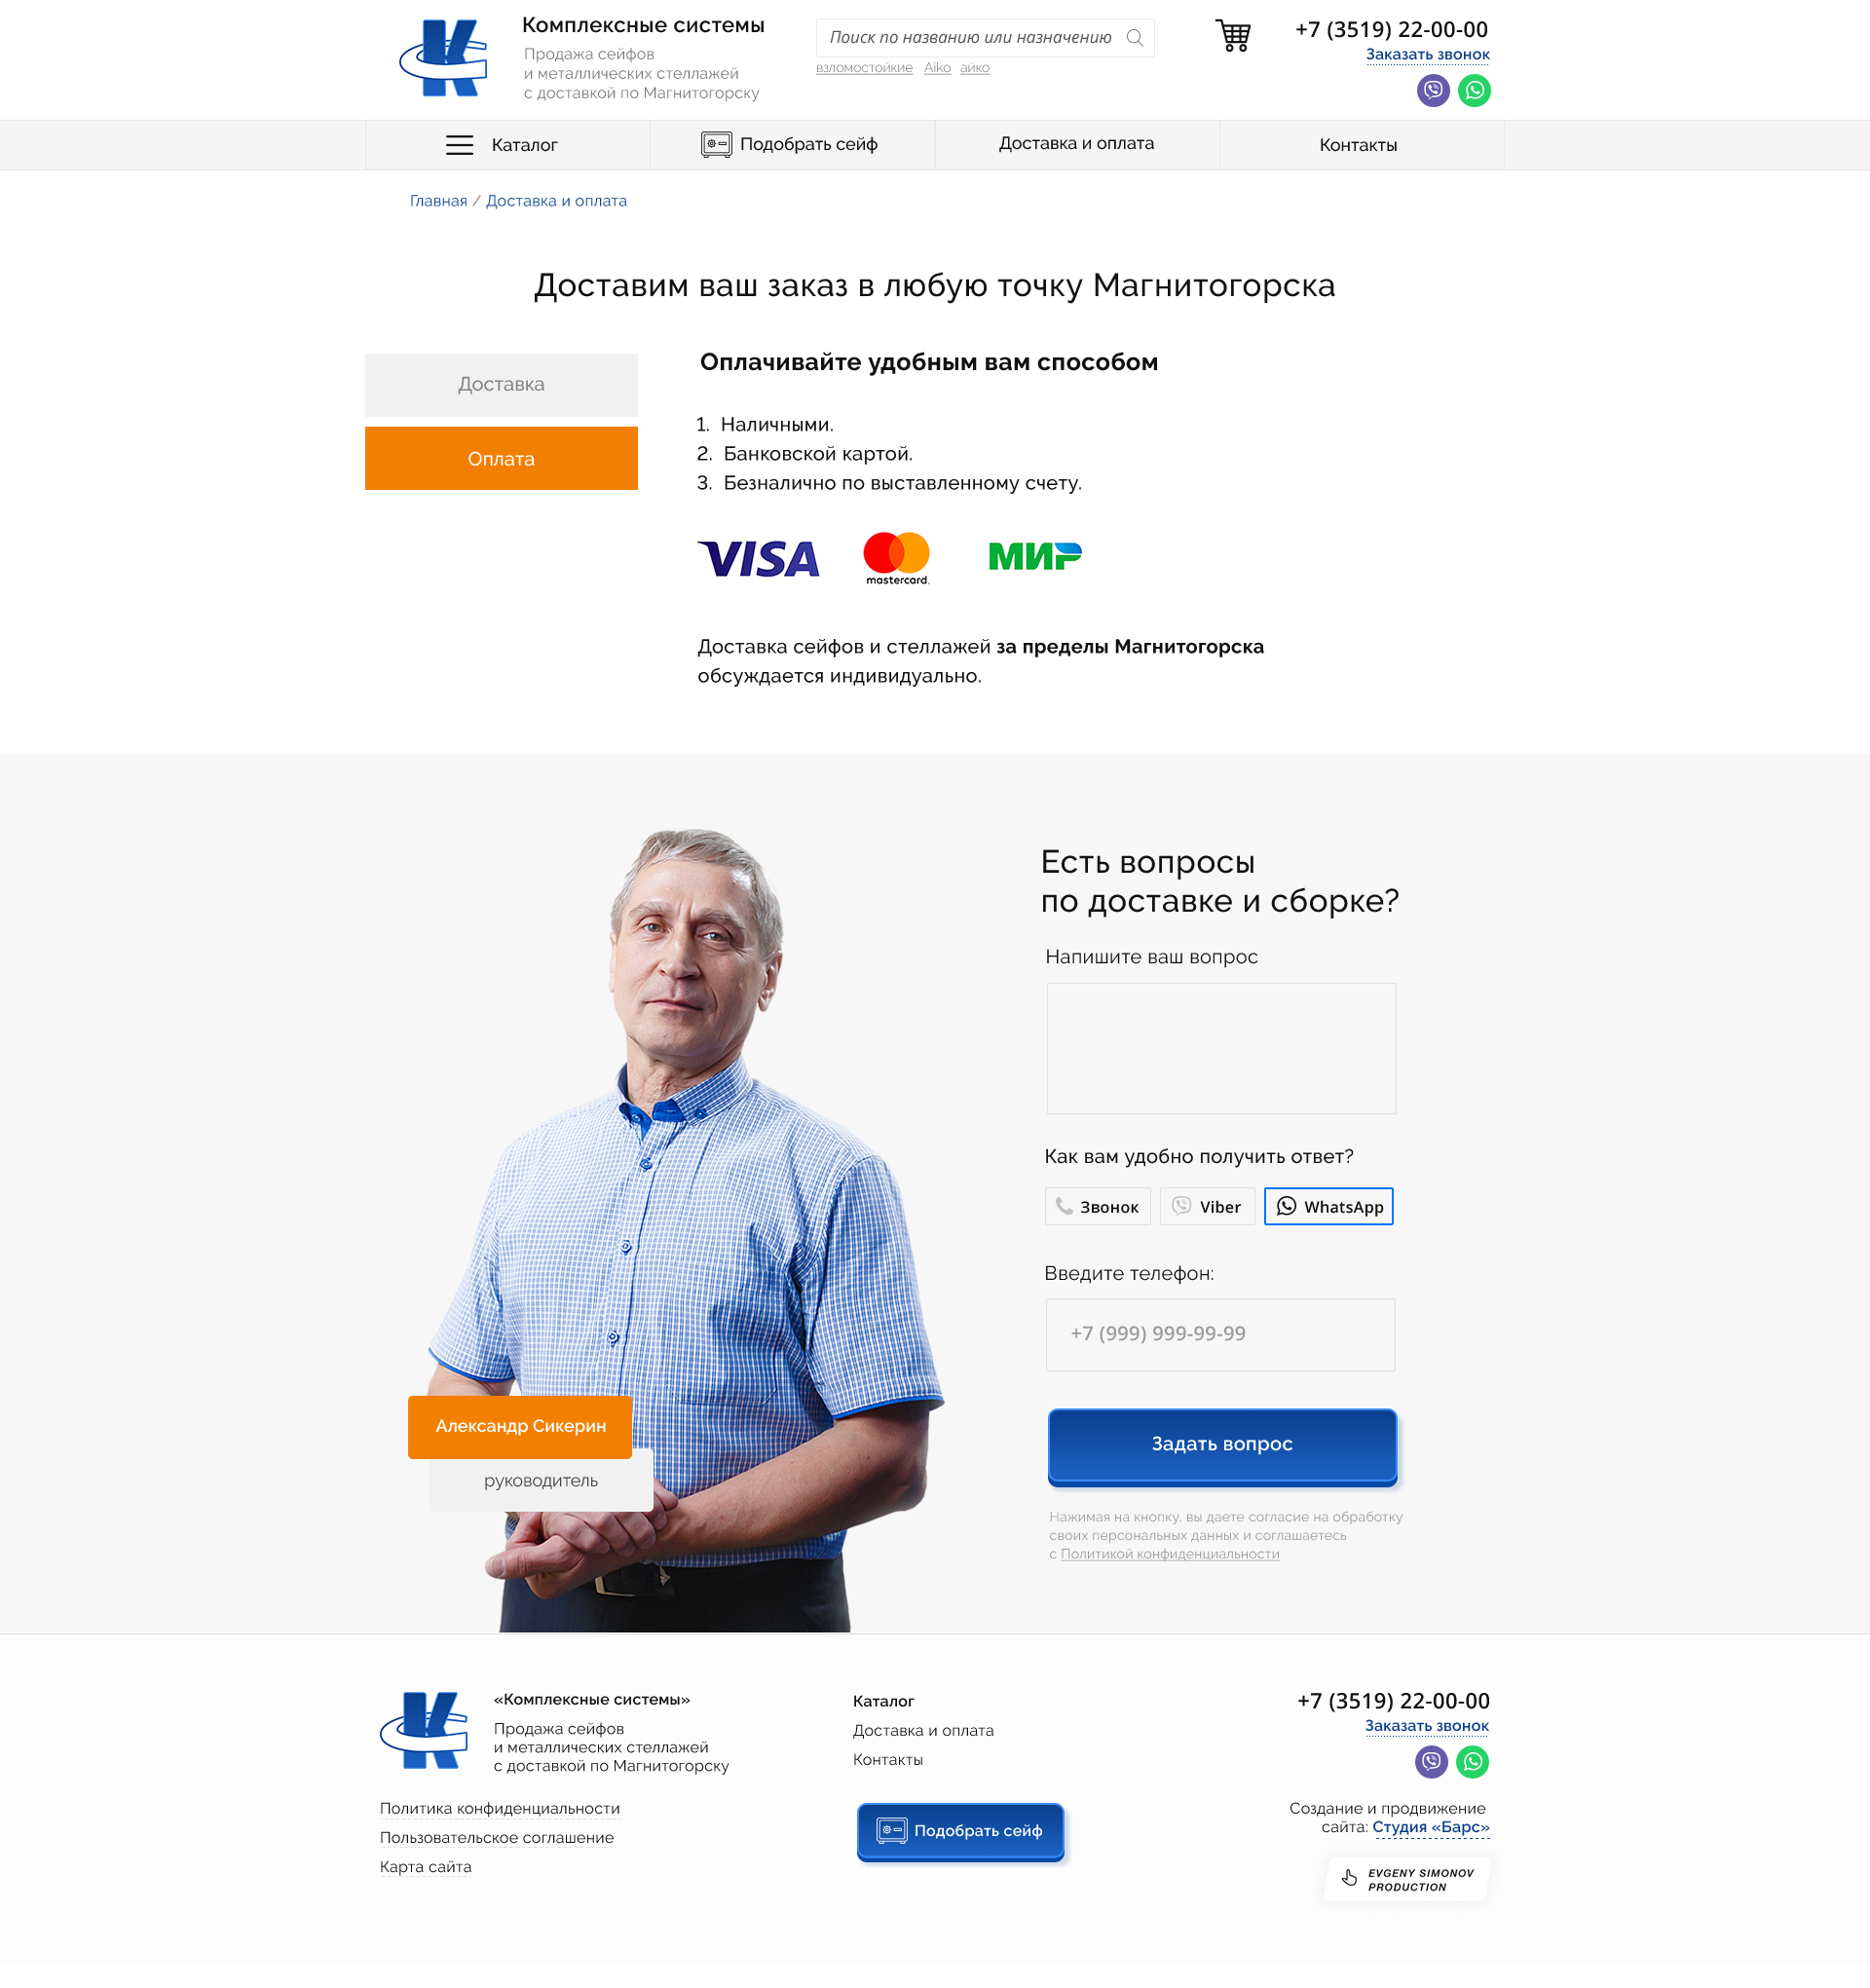 Комплексные системы
Продажа сейфов
и металлических стеллажей
с доставкой по Магнитогорску
Поиск по названию или назначению
взломостойкие Aiko айко
+7 (3519) 22-00-00
Заказать звонок
Каталог
Подобрать сейф
Доставка и оплата
Контакты
Главная / Доставка и оплата
Доставим ваш заказ в любую точку Магнитогорска
Доставка
Оплата
Оплачивайте удобным вам способом
1. Наличными.
2. Банковской картой.
3. Безналично по выставленному счету.
VISA
mastercard.
МИР
Доставка сейфов и стеллажей за пределы Магнитогорска
обсуждается индивидуально.
Александр Сикерин
руководитель
Есть вопросы
по доставке и сборке?
Напишите ваш вопрос
Как вам удобно получить ответ?
Звонок
Viber
WhatsApp
Введите телефон:
+7 (999) 999-99-99
Задать вопрос
Нажимая на кнопку, вы даете согласие на обработку
своих персональных данных и соглашаетесь
с Политикой конфиденциальности
«Комплексные системы»
Продажа сейфов
и металлических стеллажей
с доставкой по Магнитогорску
Политика конфиденциальности
Пользовательское соглашение
Карта сайта
Каталог
Доставка и оплата
Контакты
Подобрать сейф
+7 (3519) 22-00-00
Заказать звонок
Создание и продвижение
сайта: Студия «Барс»
EVGENY SIMONOV
PRODUCTION